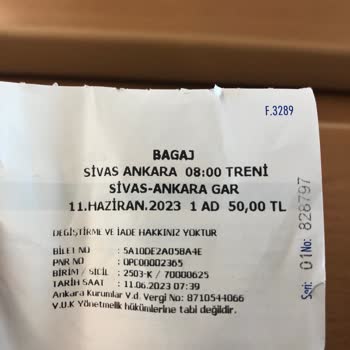 F.3289
BAGAJ
SİVAS ANKARA 08:00 TRENİ
SİVAS-ANKARA GAR
11.HAZİRAN.2023 1 AD 50,00 TL
DEĞİŞTİRME VE İADE HAKKINIZ YOKTUR
BİLET NO : 5A10DE2A05BA4E
PNR NO : OPC00002365
BİRİM / SİCİL : 2503-K / 70000625
TARİH SAAT : 11.06.2023 07:39
Ankara Kurumlar V.d. Vergi No: 8710544066
V.U.K Yönetmelik hükümlerine tabi değildir.
Seri: 01 No: 828797